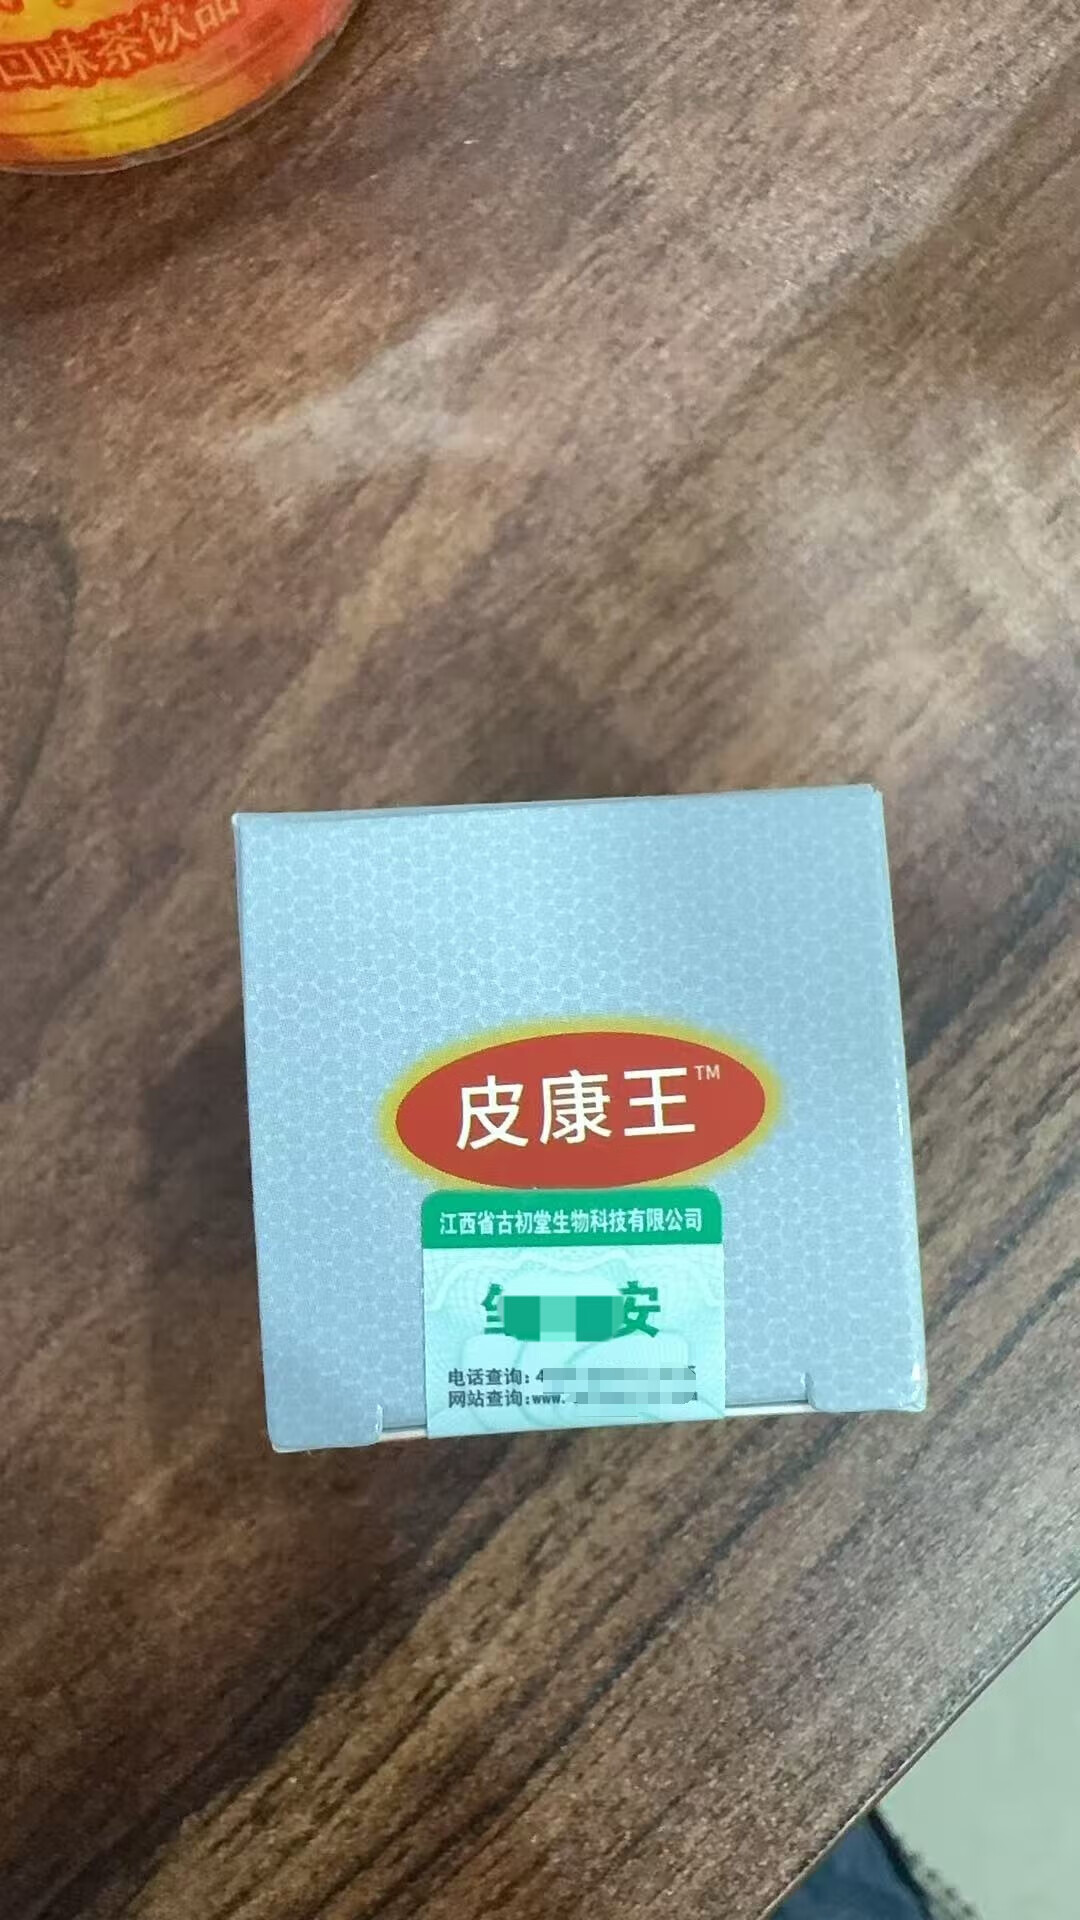 口味茶饮品
皮康王™
江西省古初堂生物科技有限公司
安
电话查询:4
网站查询:www.